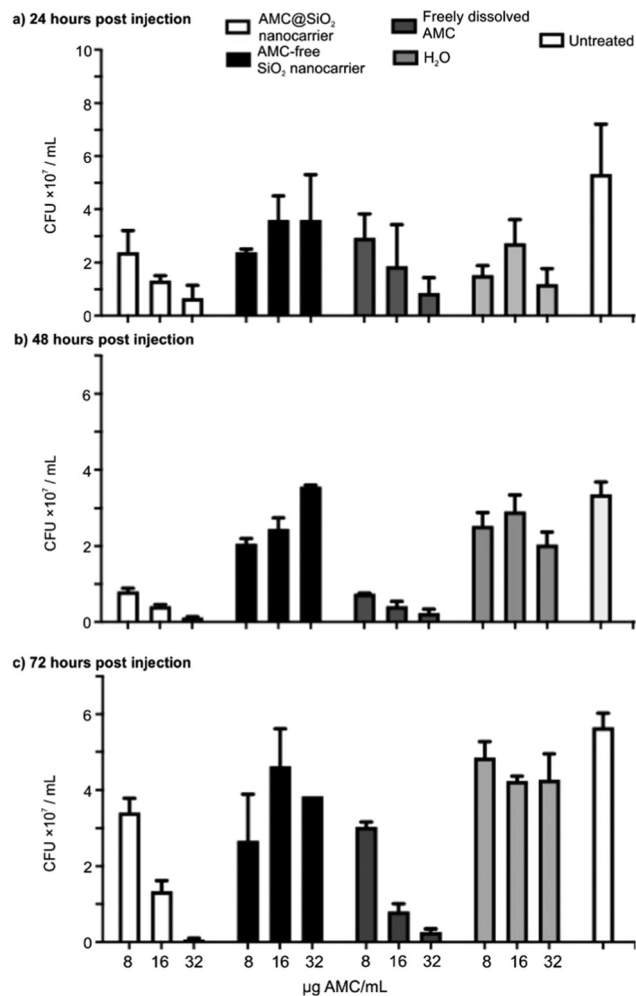 a) 24 hours post injection
AMC@SiO₂
nanocarrier
AMC-free
SiO₂ nanocarrier
Freely dissolved
AMC
H₂O
Untreated
10
8
6
4
2
0
CFU ×10⁷ / mL
b) 48 hours post injection
6
4
2
0
CFU ×10⁷ / mL
c) 72 hours post injection
6
4
2
0
CFU ×10⁷ / mL
8 16 32 8 16 32 8 16 32 8 16 32
µg AMC/mL